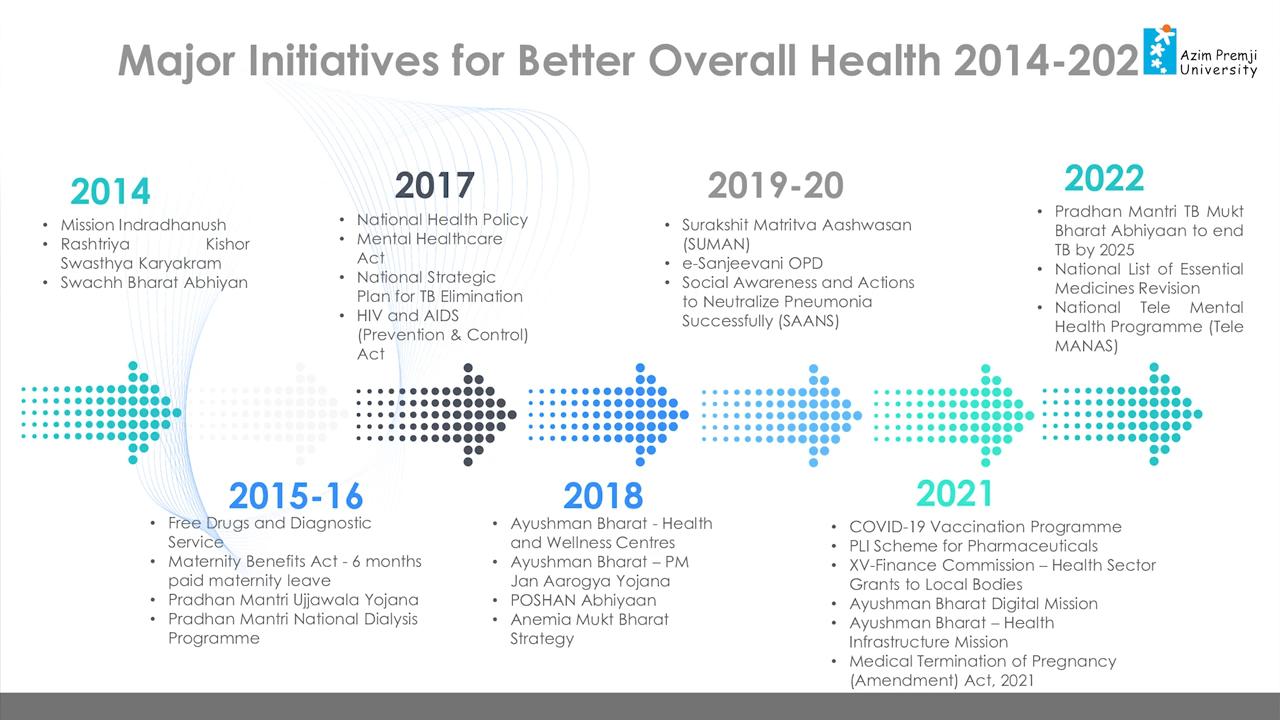 Major Initiatives for Better Overall Health 2014-202
Azim Premji
University
2014
• Mission Indradhanush
• Rashtriya Kishor
Swasthya Karyakram
• Swachh Bharat Abhiyan
2017
• National Health Policy
• Mental Healthcare
Act
• National Strategic
Plan for TB Elimination
• HIV and AIDS
(Prevention & Control)
Act
2019-20
• Surakshit Matritva Aashwasan
(SUMAN)
• e-Sanjeevani OPD
• Social Awareness and Actions
to Neutralize Pneumonia
Successfully (SAANS)
2022
• Pradhan Mantri TB Mukt
Bharat Abhiyaan to end
TB by 2025
• National List of Essential
Medicines Revision
• National Tele Mental
Health Programme (Tele
MANAS)
2015-16
• Free Drugs and Diagnostic
Service
• Maternity Benefits Act - 6 months
paid maternity leave
• Pradhan Mantri Ujjawala Yojana
• Pradhan Mantri National Dialysis
Programme
2018
• Ayushman Bharat - Health
and Wellness Centres
• Ayushman Bharat – PM
Jan Aarogya Yojana
• POSHAN Abhiyaan
• Anemia Mukt Bharat
Strategy
2021
• COVID-19 Vaccination Programme
• PLI Scheme for Pharmaceuticals
• XV-Finance Commission – Health Sector
Grants to Local Bodies
• Ayushman Bharat Digital Mission
• Ayushman Bharat – Health
Infrastructure Mission
• Medical Termination of Pregnancy
(Amendment) Act, 2021